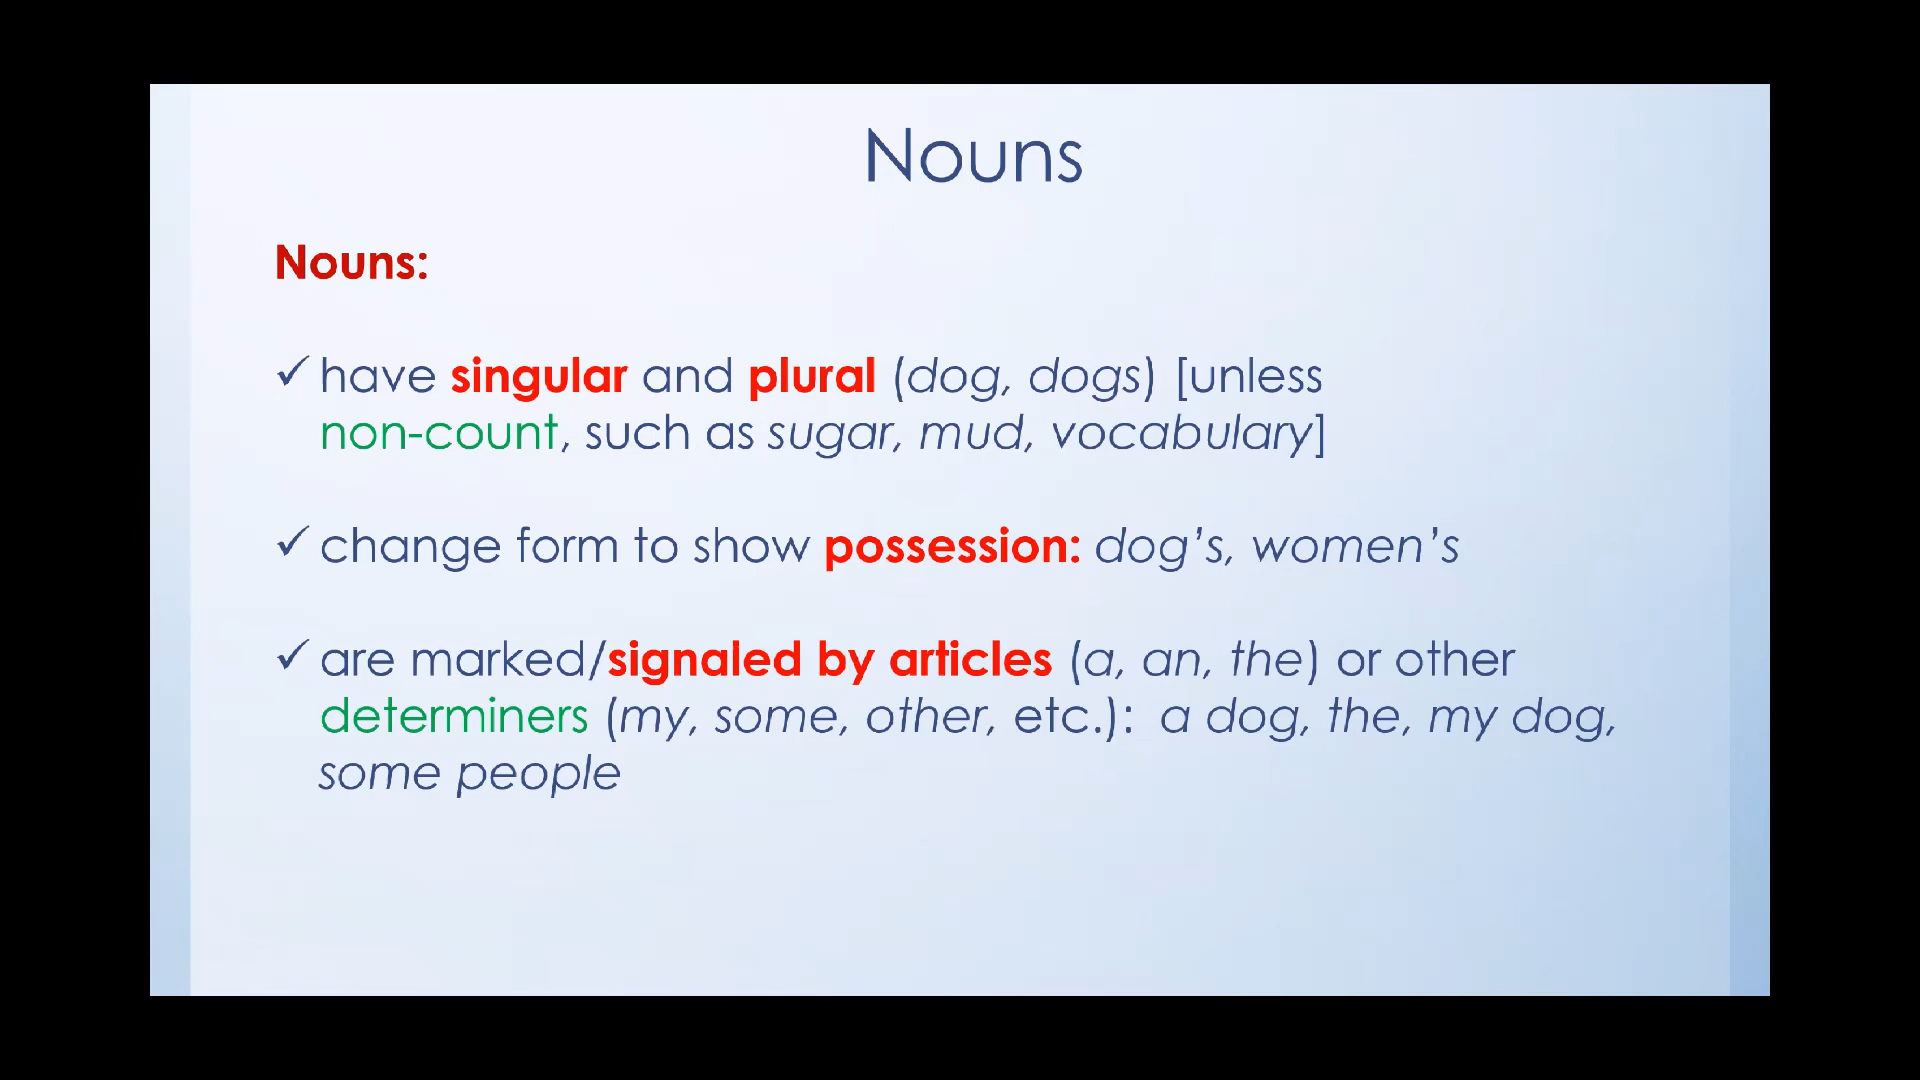 Nouns
Nouns:
✓ have singular and plural (dog, dogs) [unless
non-count, such as sugar, mud, vocabulary]
✓ change form to show possession: dog’s, women’s
✓ are marked/signaled by articles (a, an, the) or other
determiners (my, some, other, etc.): a dog, the, my dog,
some people